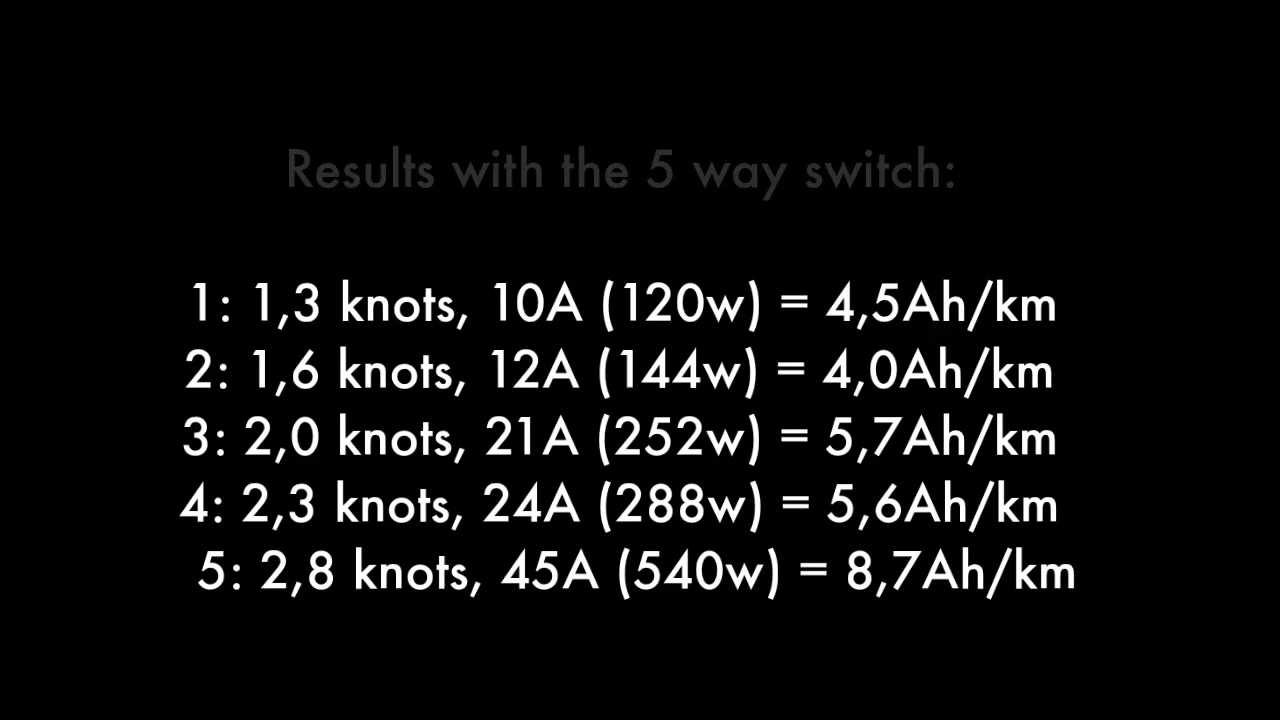 Results with the 5 way switch:
1: 1,3 knots, 10A (120w) = 4,5Ah/km
2: 1,6 knots, 12A (144w) = 4,0Ah/km
3: 2,0 knots, 21A (252w) = 5,7Ah/km
4: 2,3 knots, 24A (288w) = 5,6Ah/km
5: 2,8 knots, 45A (540w) = 8,7Ah/km